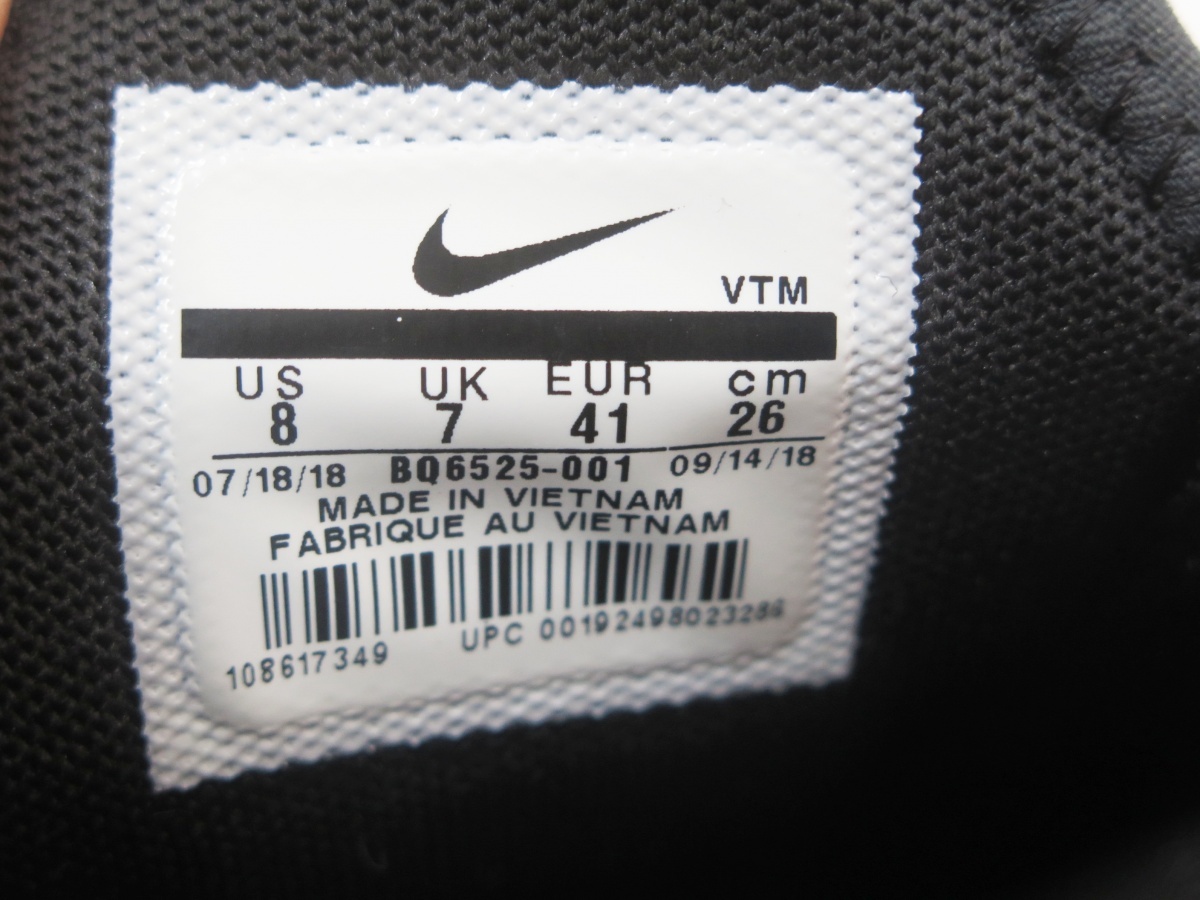 VTM
US UK EUR cm
8 7 41 26
07/18/18 BQ6525-001 09/14/18
MADE IN VIETNAM
FABRIQUE AU VIETNAM
108617349 UPC 00192498023286